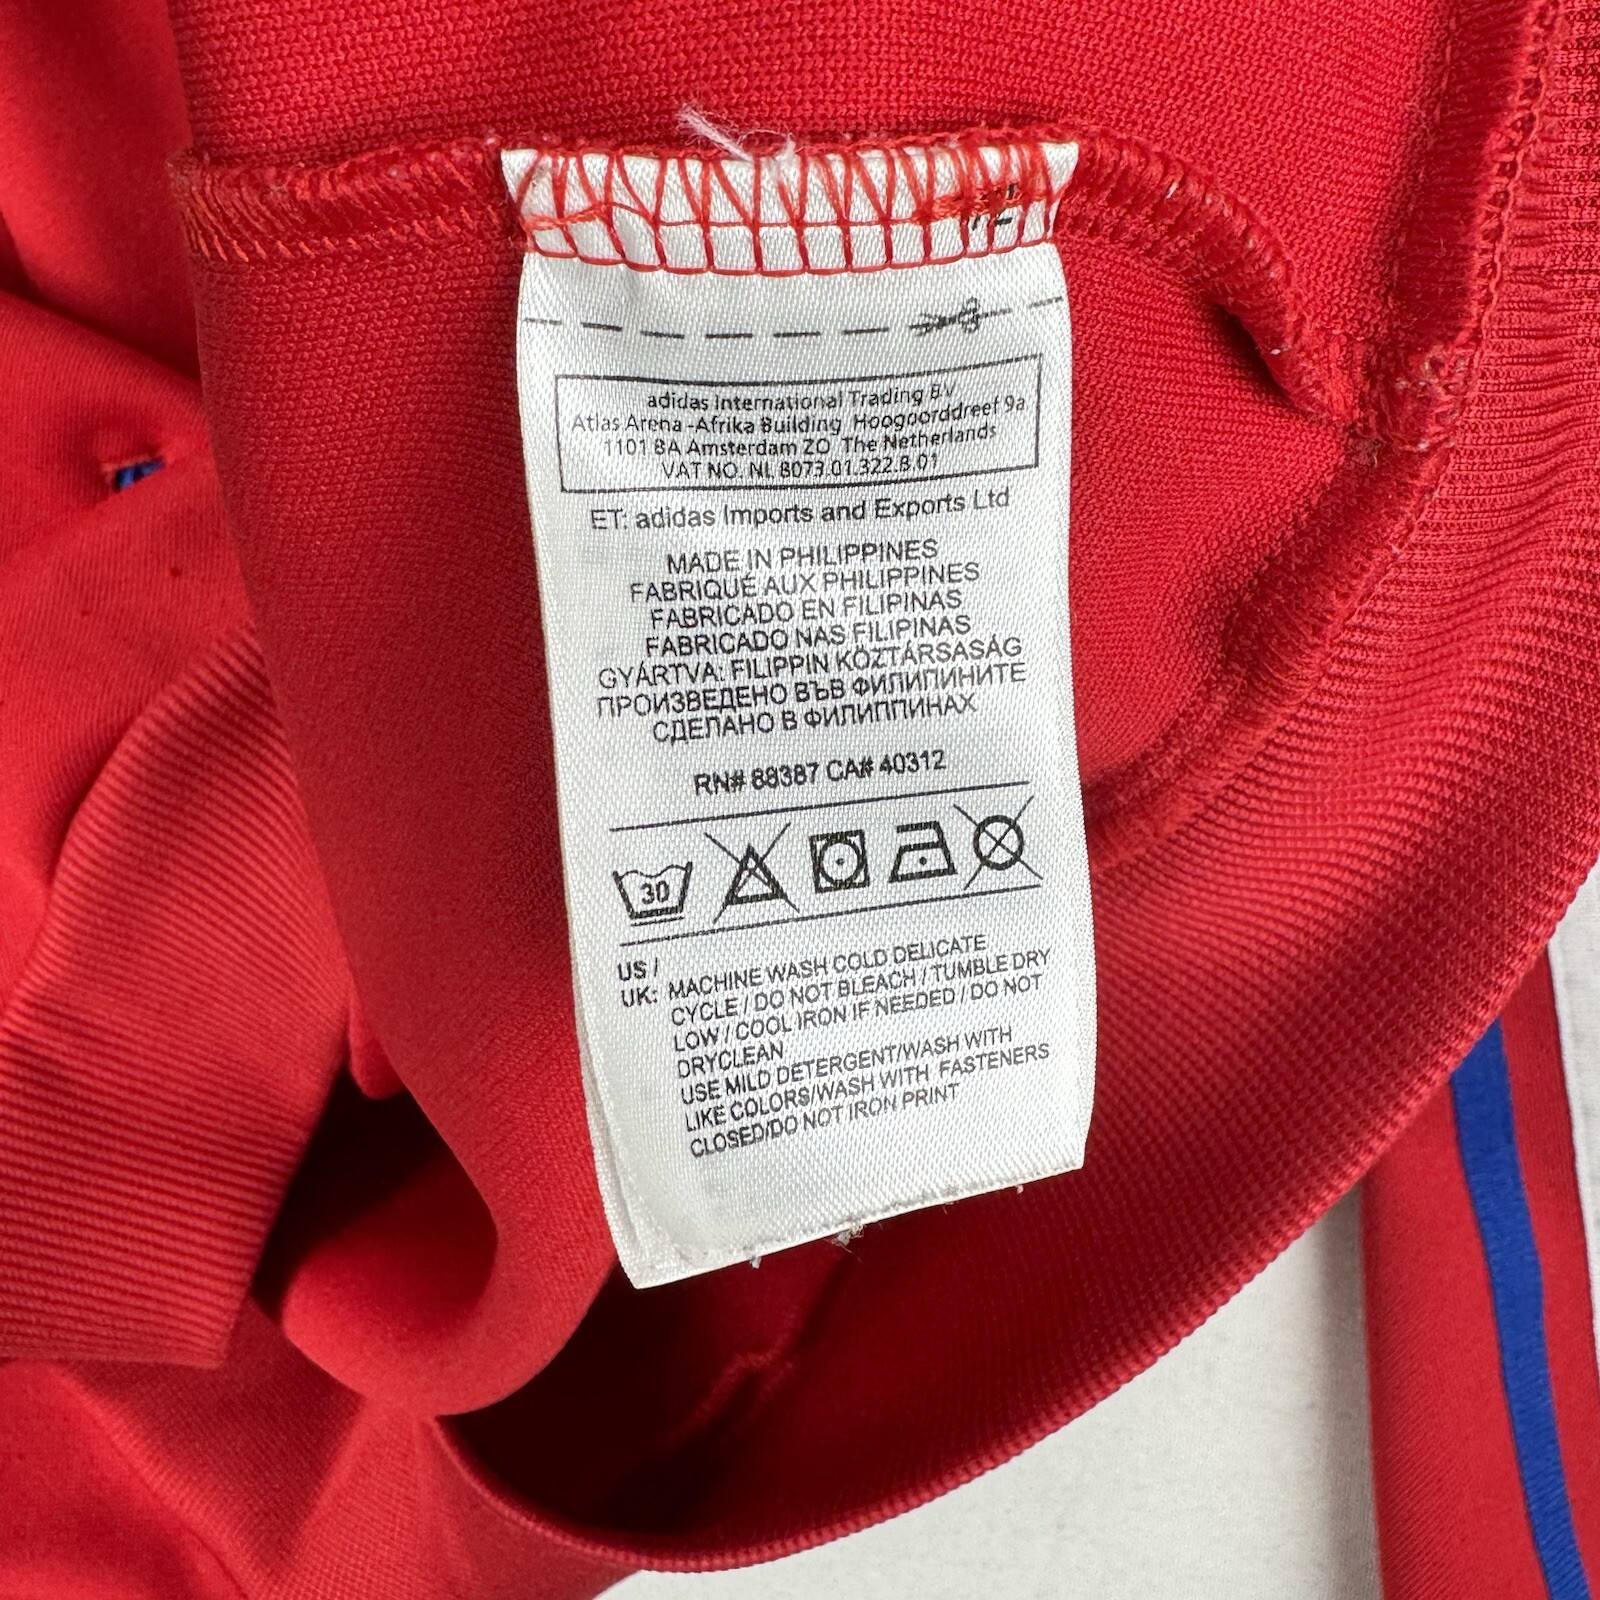 adidas International Trading BV
Atlas Arena -Afrika Building Hoogoorddreef 9a
1101 BA Amsterdam ZO The Netherlands
VAT NO. NL 8073.01.322.B.01
ET: adidas Imports and Exports Ltd
MADE IN PHILIPPINES
FABRIQUÉ AUX PHILIPPINES
FABRICADO EN FILIPINAS
FABRICADO NAS FILIPINAS
GYÁRTVA: FILIPPIN KÖZTÁRSASÁG
ПРОИЗВЕДЕНО ВЪВ ФИЛИПИНИТЕ
СДЕЛАНО В ФИЛИППИНАХ
RN# 88387 CA# 40312
30
US /
UK: MACHINE WASH COLD DELICATE
CYCLE / DO NOT BLEACH / TUMBLE DRY
LOW / COOL IRON IF NEEDED / DO NOT
DRYCLEAN
USE MILD DETERGENT/WASH WITH
LIKE COLORS/WASH WITH FASTENERS
CLOSED/DO NOT IRON PRINT